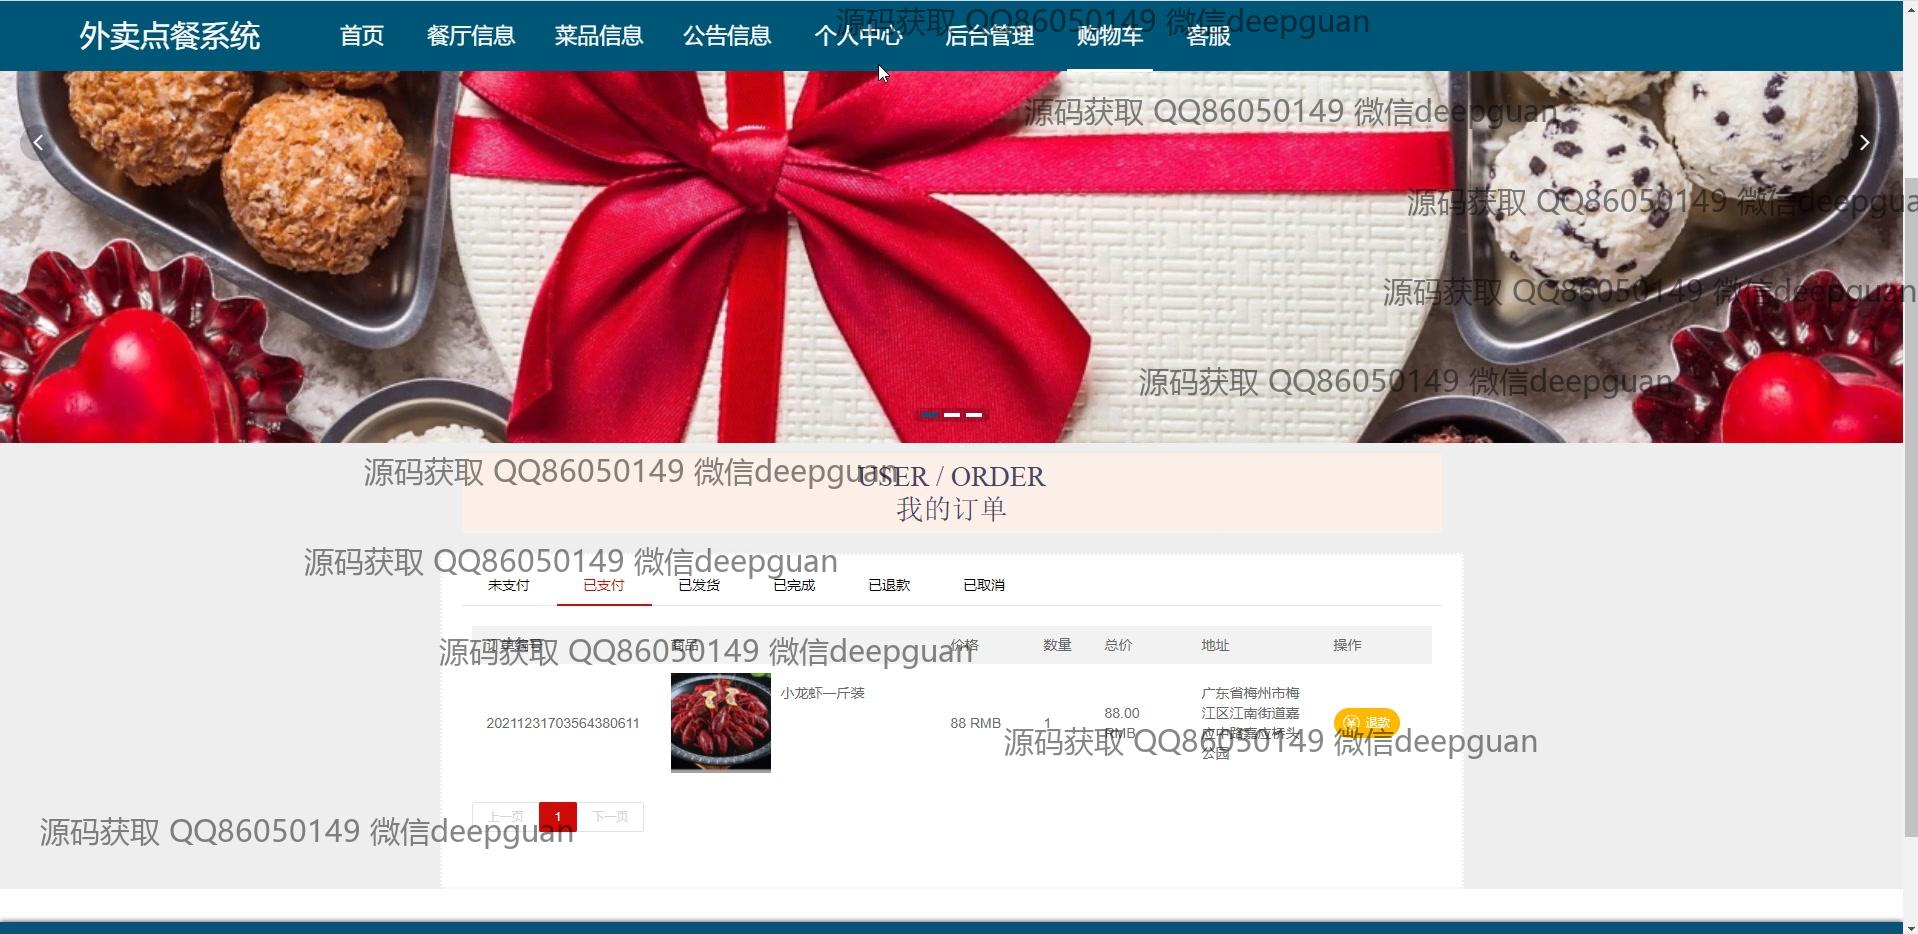 外卖点餐系统
首页 餐厅信息 菜品信息 公告信息 个人中心 后台管理 购物车 客服
源码获取 QQ86050149 微信deepguan
源码获取 QQ86050149 微信deepguan
源码获取 QQ86050149 微信deepgua
源码获取 QQ86050149 微信deepguan
源码获取 QQ86050149 微信deepguan
源码获取 QQ86050149 微信deepguan
USER / ORDER
我的订单
源码获取 QQ86050149 微信deepguan
未支付 已支付 已发货 已完成 已退款 已取消
订单编号 商品 价格 数量 总价 地址 操作
源码获取 QQ86050149 微信deepguan
20211231703564380611 小龙虾一斤装 88 RMB 1
88.00
RMB
广东省梅州市梅
江区江南街道嘉
应中路嘉应桥头
公园
退款
源码获取 QQ86050149 微信deepguan
上一页 1 下一页
源码获取 QQ86050149 微信deepguan